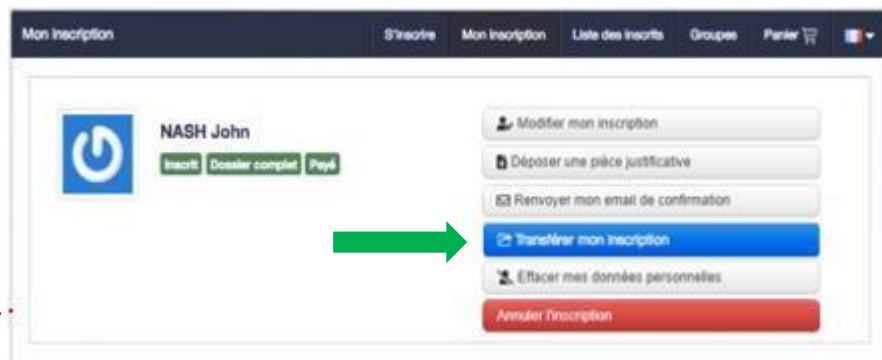 Mon inscription S'inscrire Mon inscription Liste des inscrits Groupes Panier
NASH John
Inscrit Dossier complet Payé
Modifier mon inscription
Déposer une pièce justificative
Renvoyer mon email de confirmation
Transférer mon inscription
Effacer mes données personnelles
Annuler l'inscription